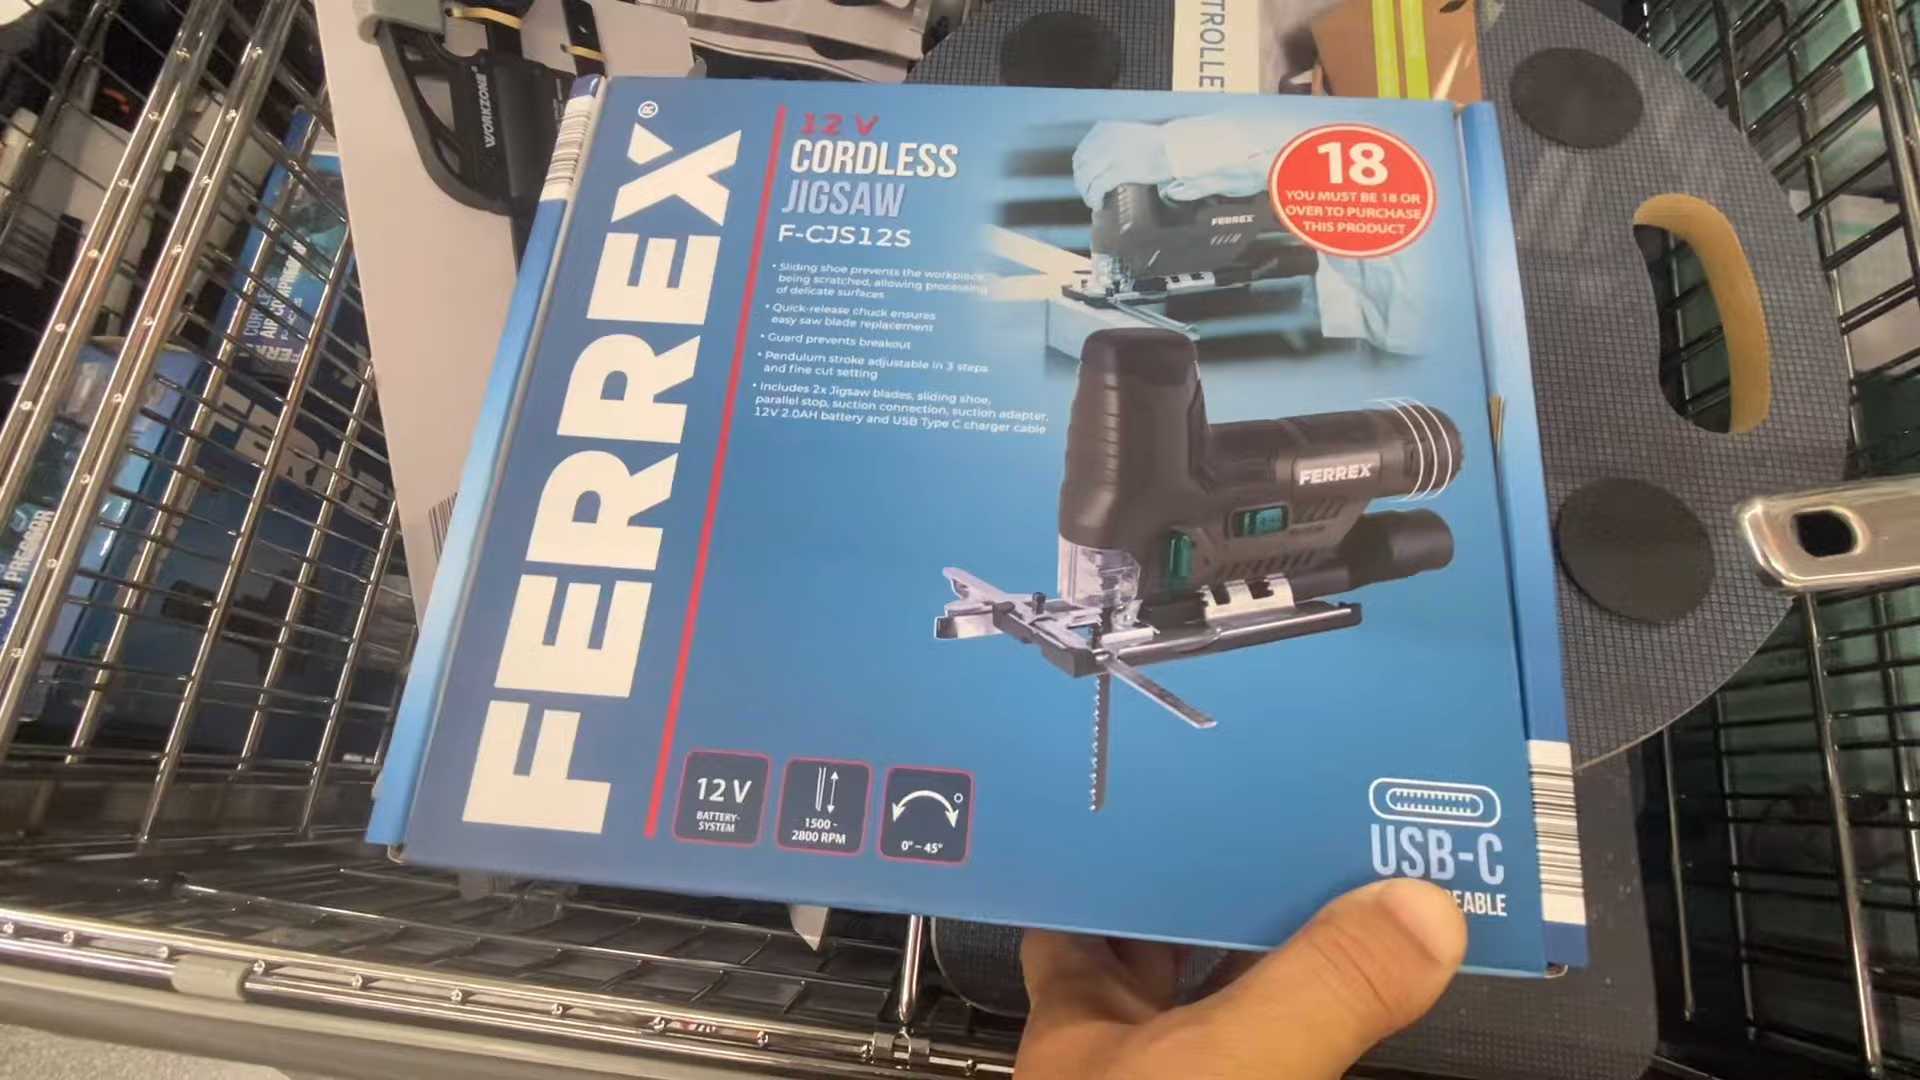 FERREX®
12 V
CORDLESS
JIGSAW
F-CJS12S
• Sliding shoe prevents the workpiece
being scratched, allowing processing
of delicate surfaces
• Quick-release chuck ensures
easy saw blade replacement
• Guard prevents breakout
• Pendulum stroke adjustable in 3 steps
and fine cut setting
• Includes 2x Jigsaw blades, sliding shoe,
parallel stop, suction connection, suction adapter,
12V 2.0AH battery and USB Type C charger cable
18
YOU MUST BE 18 OR
OVER TO PURCHASE
THIS PRODUCT
FERREX
FERREX
12 V
BATTERY-
SYSTEM
1500 -
2800 RPM
0° – 45°
USB-C
WORKZONE